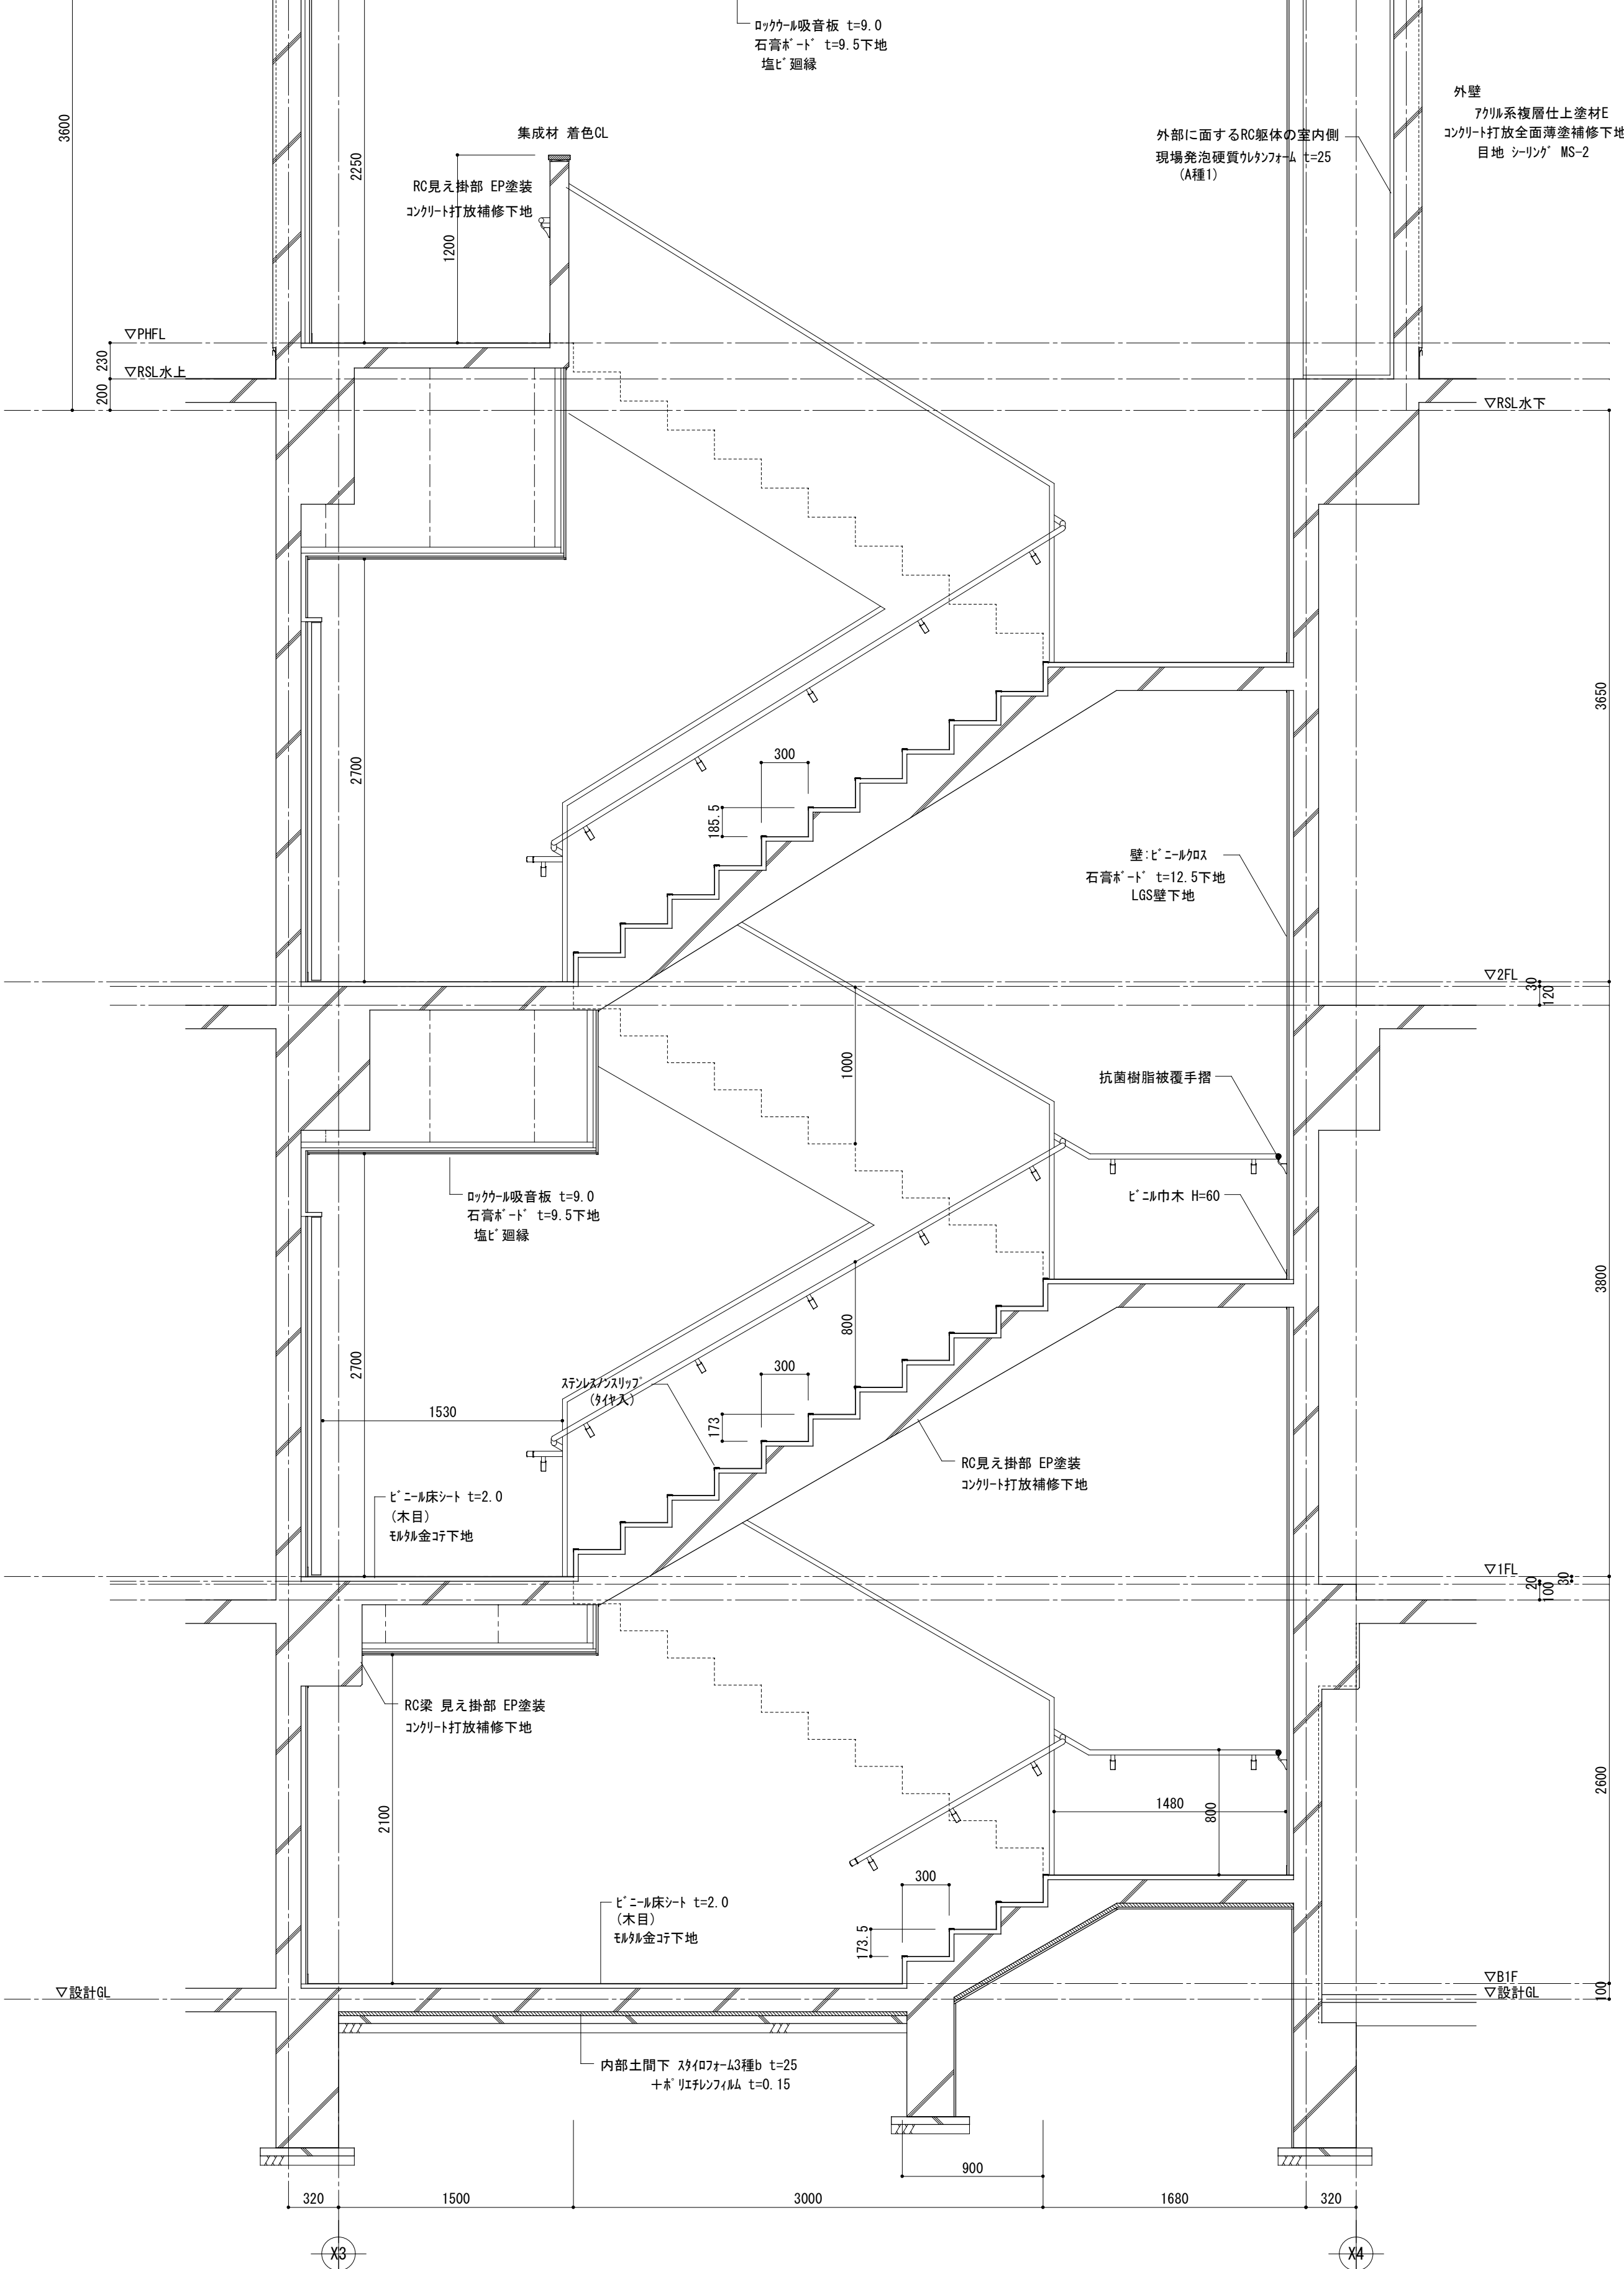 ロックウール吸音板 t=9.0
石膏ボード t=9.5下地
塩ビ廻縁
外壁
アクリル系複層仕上塗材E
コンクリート打放全面薄塗補修下地
目地 シーリング MS-2
3600
2250
集成材 着色CL
RC見え掛部 EP塗装
コンクリート打放補修下地
1200
外部に面するRC躯体の室内側
現場発泡硬質ウレタンフォーム t=25
(A種1)
▽PHFL
230
▽RSL水上
200
▽RSL水下
3650
2700
300
185.5
壁:ビニールクロス
石膏ボード t=12.5下地
LGS壁下地
▽2FL
30
120
1000
抗菌樹脂被覆手摺
ロックウール吸音板 t=9.0
石膏ボード t=9.5下地
塩ビ廻縁
ビニル巾木 H=60
3800
2700
800
300
ステンレスノンスリップ
(タイヤ入)
1530
173
RC見え掛部 EP塗装
コンクリート打放補修下地
ビニール床シート t=2.0
(木目)
モルタル金コテ下地
▽1FL
20
30
100
RC梁 見え掛部 EP塗装
コンクリート打放補修下地
2600
2100
1480
800
300
ビニール床シート t=2.0
(木目)
モルタル金コテ下地
173.5
▽B1F
▽設計GL
▽設計GL
100
内部土間下 スタイロフォーム3種b t=25
+ポリエチレンフィルム t=0.15
900
320
1500
3000
1680
320
X3
X4